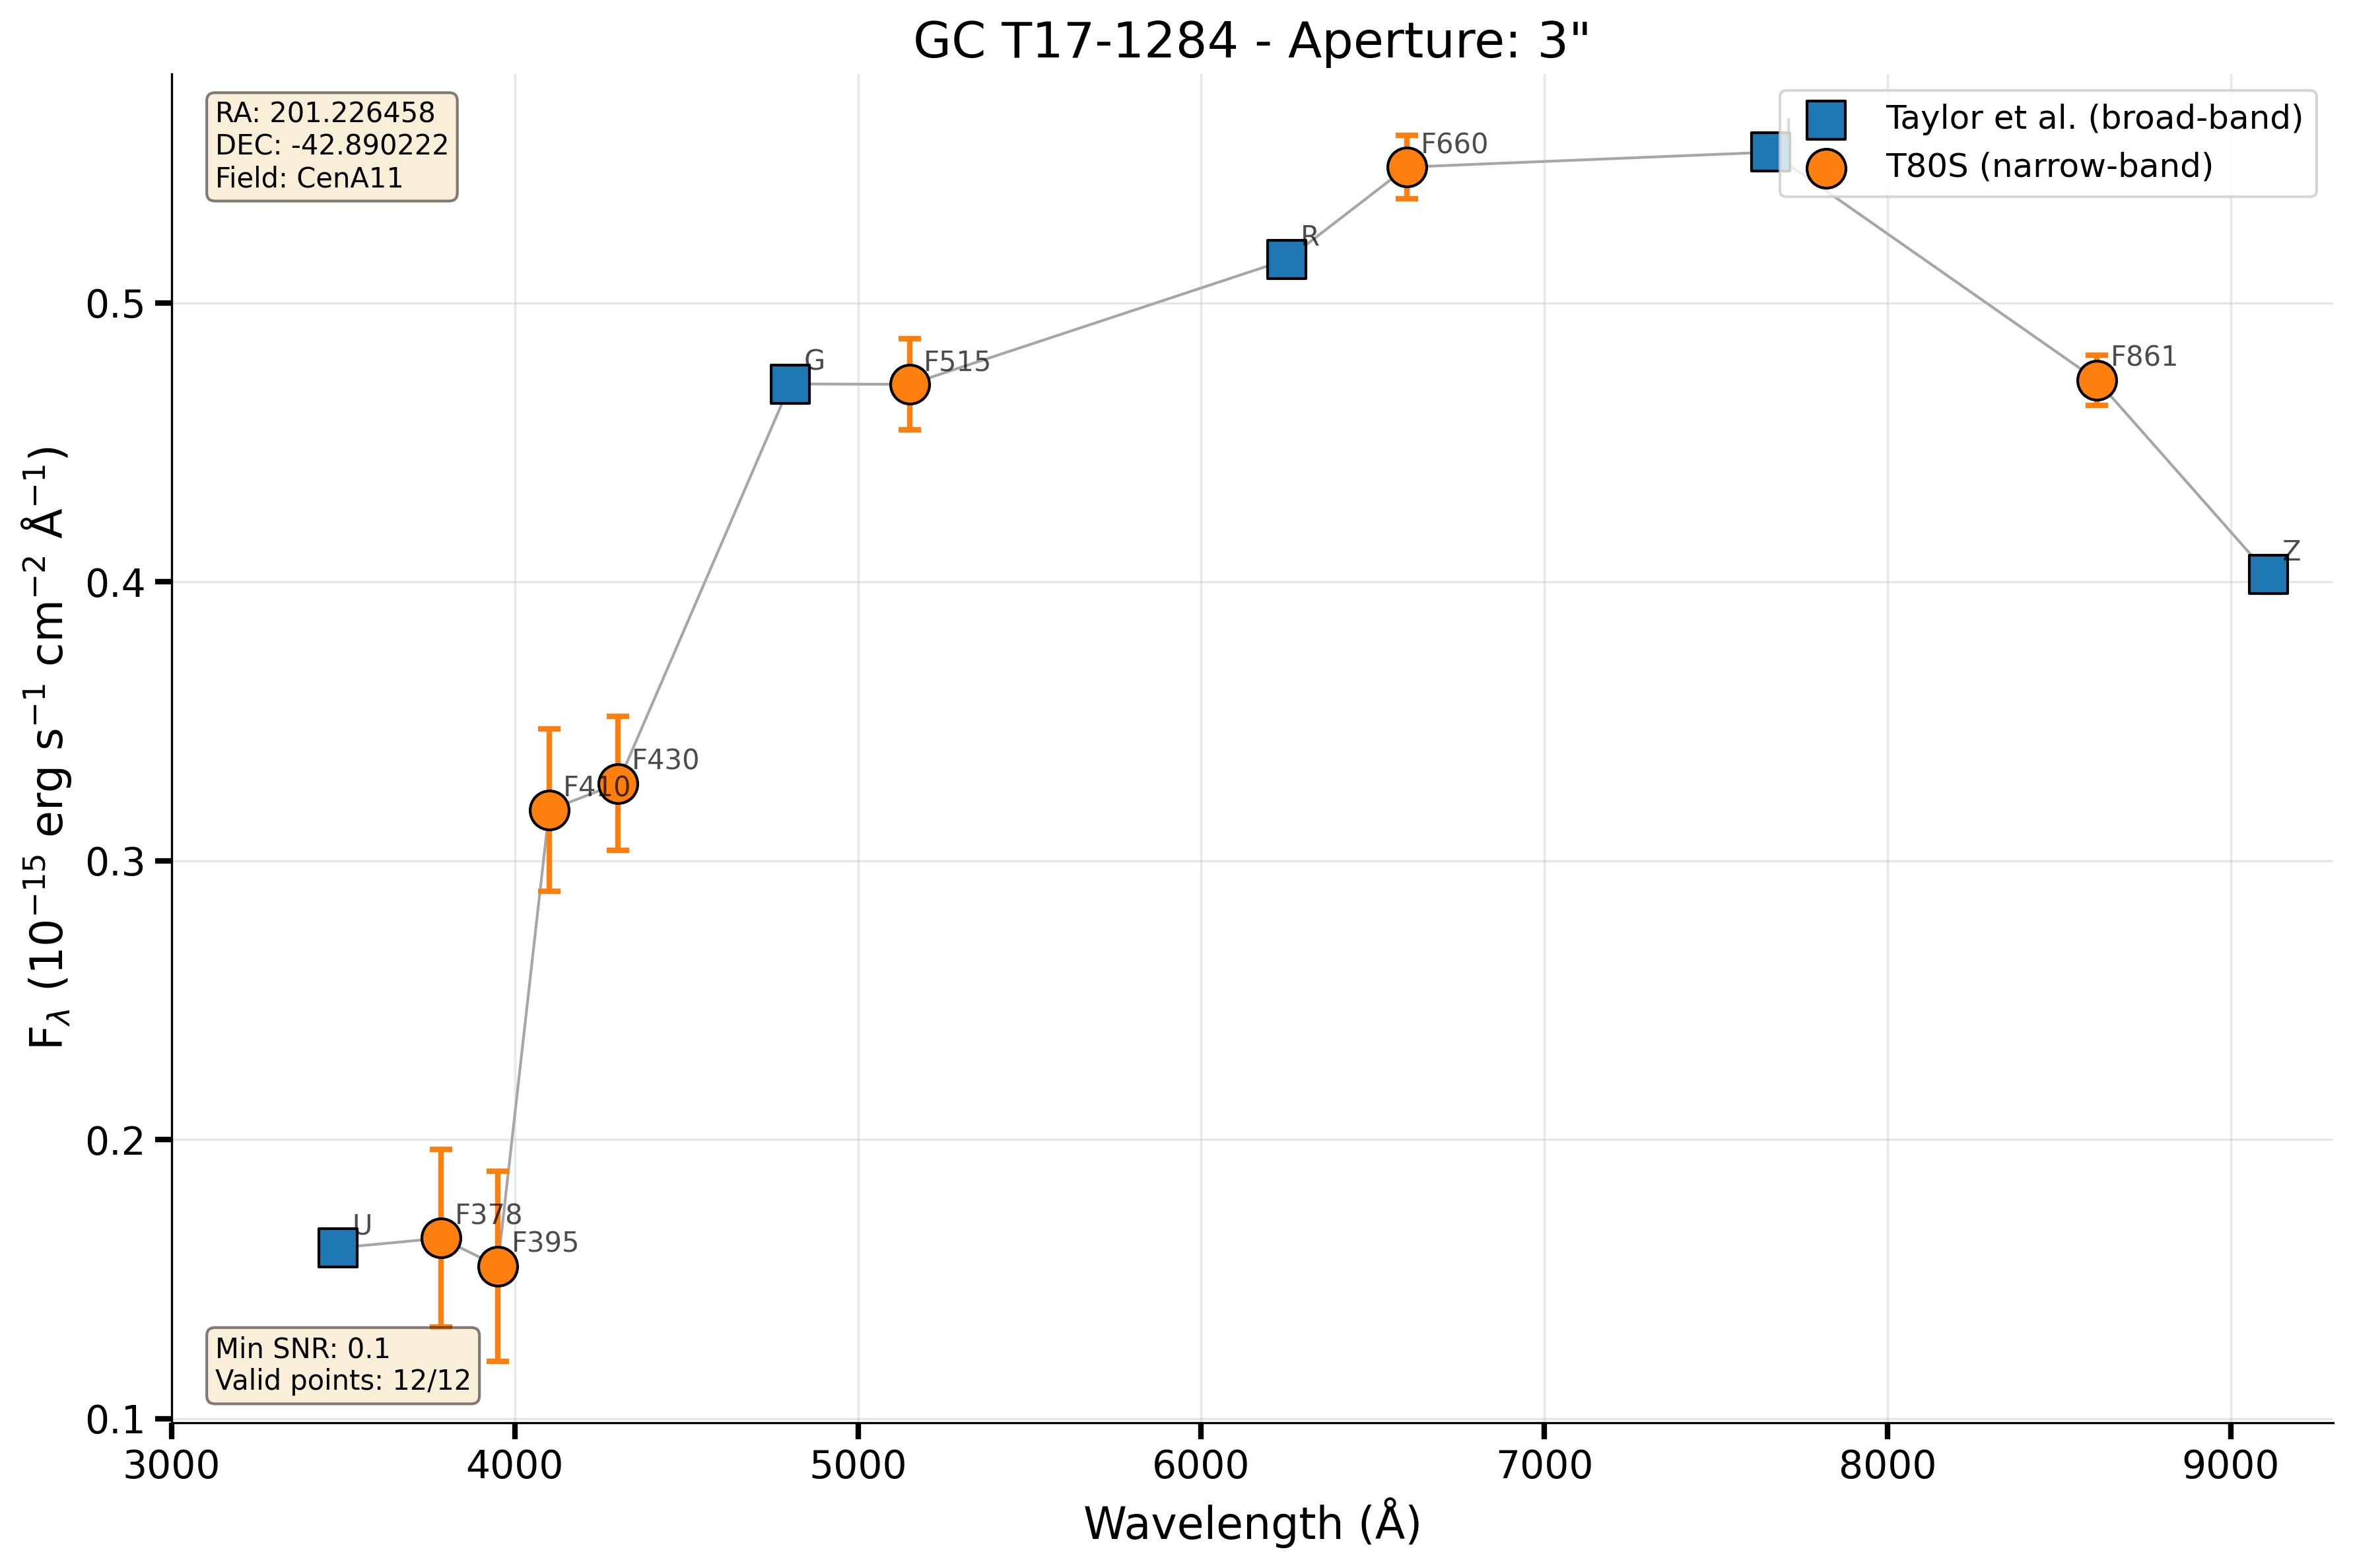 GC T17-1284 - Aperture: 3"
RA: 201.226458
DEC: -42.890222
Field: CenA11
Taylor et al. (broad-band)
T80S (narrow-band)
F660
R
G
F515
F861
Z
F430
F410
U
F378
F395
Min SNR: 0.1
Valid points: 12/12
0.5
0.4
0.3
0.2
0.1
3000 4000 5000 6000 7000 8000 9000
Wavelength (Å)
F_λ (10⁻¹⁵ erg s⁻¹ cm⁻² Å⁻¹)